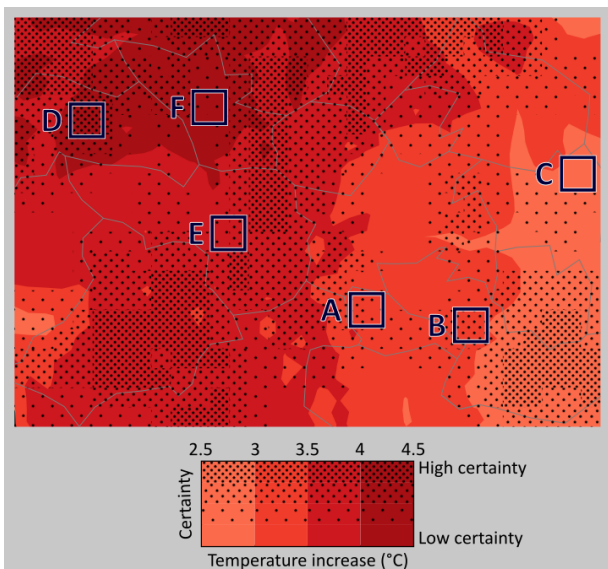 F
D
C
E
A
B
2.5 3 3.5 4 4.5
Certainty
High certainty
Low certainty
Temperature increase (°C)